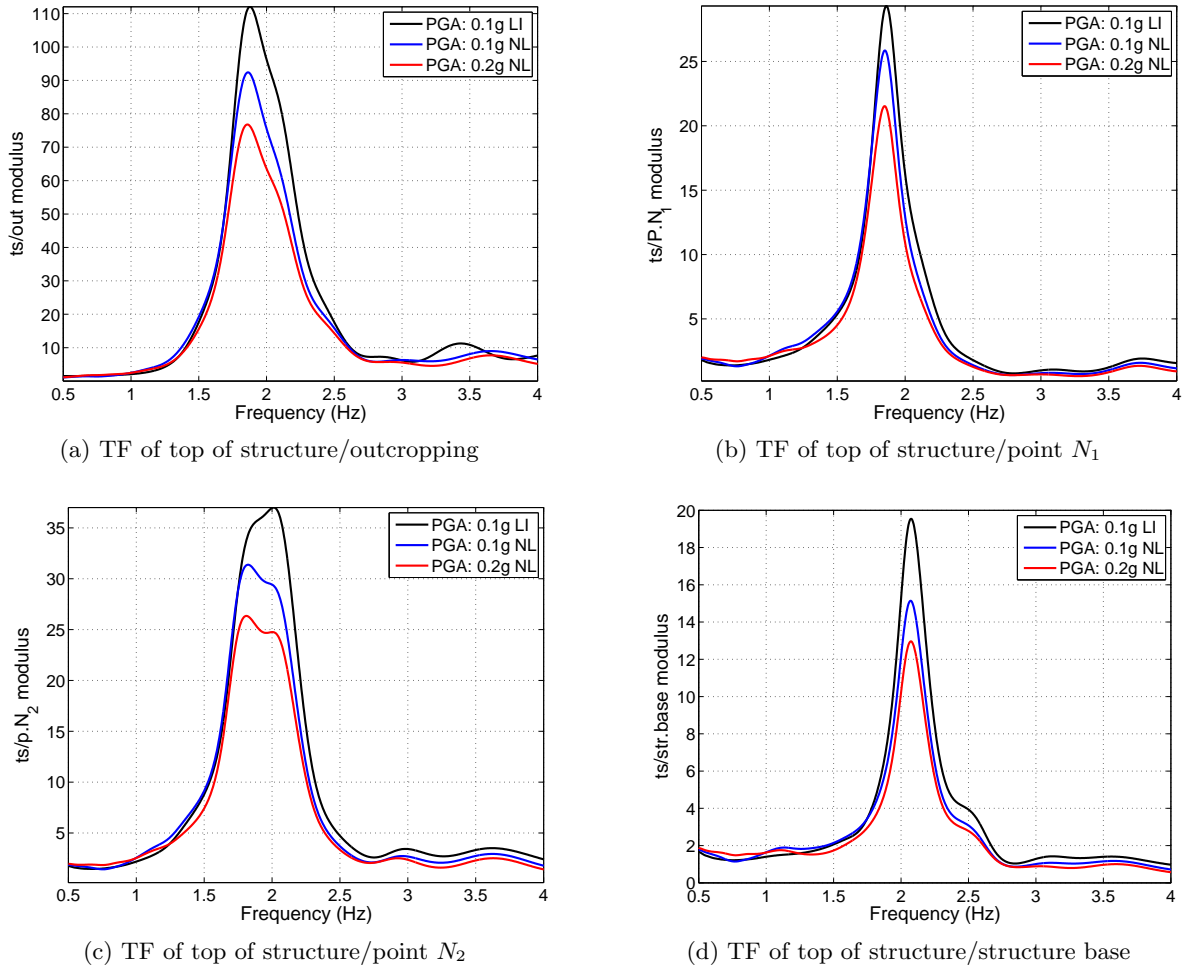 110
100
90
80
70
60
50
40
30
20
10
0.5 1 1.5 2 2.5 3 3.5 4
ts/out modulus
Frequency (Hz)
PGA: 0.1g LI
PGA: 0.1g NL
PGA: 0.2g NL
(a) TF of top of structure/outcropping
25
20
15
10
5
0.5 1 1.5 2 2.5 3 3.5 4
ts/P.N1 modulus
Frequency (Hz)
PGA: 0.1g LI
PGA: 0.1g NL
PGA: 0.2g NL
(b) TF of top of structure/point N1
35
30
25
20
15
10
5
0.5 1 1.5 2 2.5 3 3.5 4
ts/p.N2 modulus
Frequency (Hz)
PGA: 0.1g LI
PGA: 0.1g NL
PGA: 0.2g NL
(c) TF of top of structure/point N2
20
18
16
14
12
10
8
6
4
2
0
0.5 1 1.5 2 2.5 3 3.5 4
ts/str.base modulus
Frequency (Hz)
PGA: 0.1g LI
PGA: 0.1g NL
PGA: 0.2g NL
(d) TF of top of structure/structure base